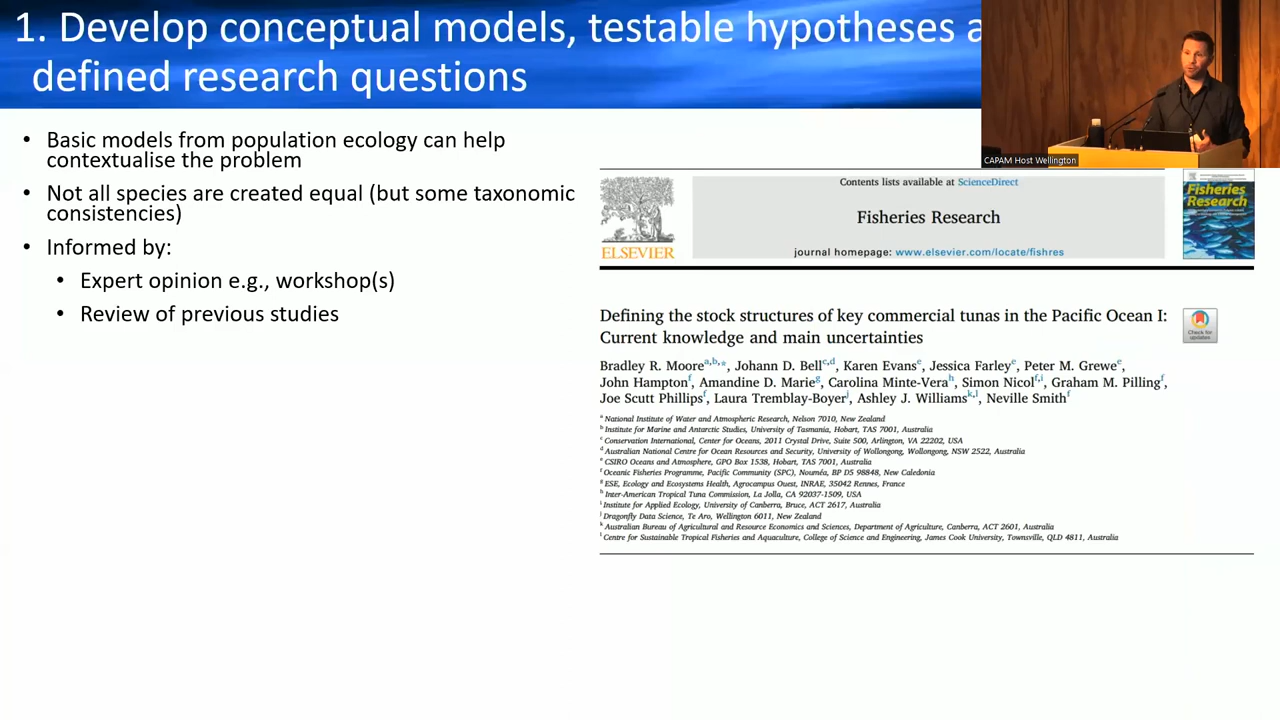 1. Develop conceptual models, testable hypotheses a
defined research questions
• Basic models from population ecology can help
contextualise the problem
• Not all species are created equal (but some taxonomic
consistencies)
• Informed by:
• Expert opinion e.g., workshop(s)
• Review of previous studies
CAPAM Host Wellington
Contents lists available at ScienceDirect
Fisheries Research
journal homepage: www.elsevier.com/locate/fishres
ELSEVIER
Fisheries
Research
Defining the stock structures of key commercial tunas in the Pacific Ocean I:
Current knowledge and main uncertainties
Check for
updates
Bradley R. Moore a,b,*, Johann D. Bell c,d, Karen Evans e, Jessica Farley e, Peter M. Grewe e,
John Hampton f, Amandine D. Marie g, Carolina Minte-Vera h, Simon Nicol f,i, Graham M. Pilling f,
Joe Scutt Phillips f, Laura Tremblay-Boyer j, Ashley J. Williams k,l, Neville Smith f
a National Institute of Water and Atmospheric Research, Nelson 7010, New Zealand
b Institute for Marine and Antarctic Studies, University of Tasmania, Hobart, TAS 7001, Australia
c Conservation International, Center for Oceans, 2011 Crystal Drive, Suite 500, Arlington, VA 22202, USA
d Australian National Centre for Ocean Resources and Security, University of Wollongong, Wollongong, NSW 2522, Australia
e CSIRO Oceans and Atmosphere, GPO Box 1538, Hobart, TAS 7001, Australia
f Oceanic Fisheries Programme, Pacific Community (SPC), Nouméa, BP D5 98848, New Caledonia
g ESE, Ecology and Ecosystems Health, Agrocampus Ouest, INRAE, 35042 Rennes, France
h Inter-American Tropical Tuna Commission, La Jolla, CA 92037-1509, USA
i Institute for Applied Ecology, University of Canberra, Bruce, ACT 2617, Australia
j Dragonfly Data Science, Te Aro, Wellington 6011, New Zealand
k Australian Bureau of Agricultural and Resource Economics and Sciences, Department of Agriculture, Canberra, ACT 2601, Australia
l Centre for Sustainable Tropical Fisheries and Aquaculture, College of Science and Engineering, James Cook University, Townsville, QLD 4811, Australia